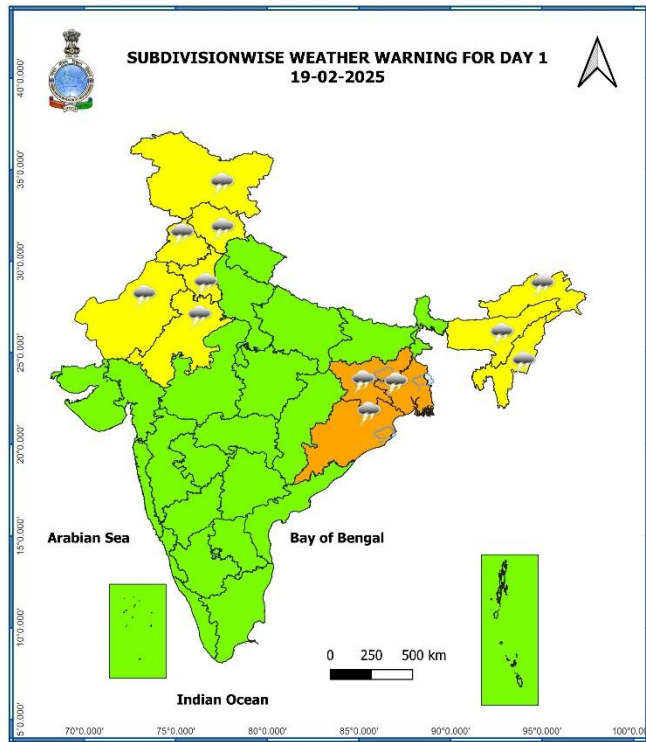 SUBDIVISIONWISE WEATHER WARNING FOR DAY 1
19-02-2025
40°0.000'
35°0.000'
30°0.000'
25°0.000'
20°0.000'
15°0.000'
10°0.000'
5°0.000'
Arabian Sea
Bay of Bengal
0 250 500 km
Indian Ocean
70°0.000' 75°0.000' 80°0.000' 85°0.000' 90°0.000' 95°0.000' 100°0.000'